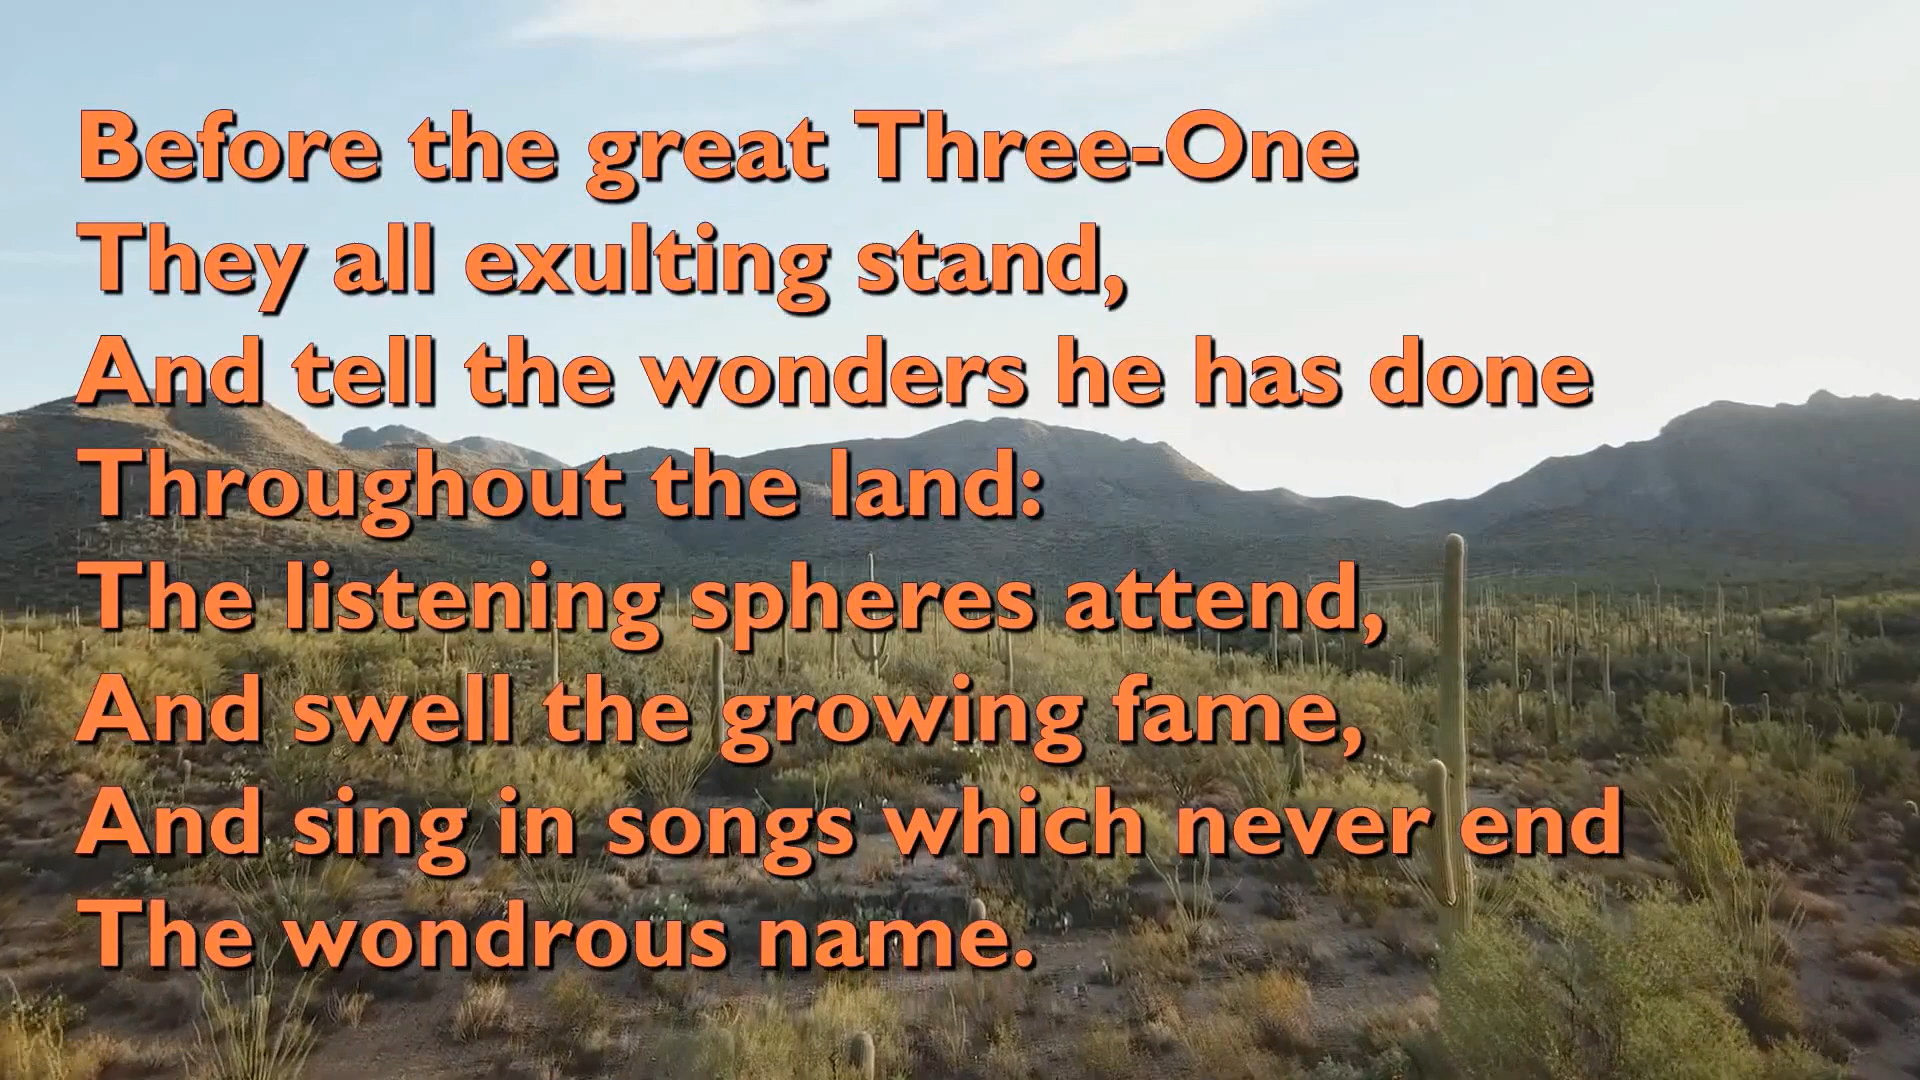 Before the great Three-One
They all exulting stand,
And tell the wonders he has done
Throughout the land:
The listening spheres attend,
And swell the growing fame,
And sing in songs which never end
The wondrous name.